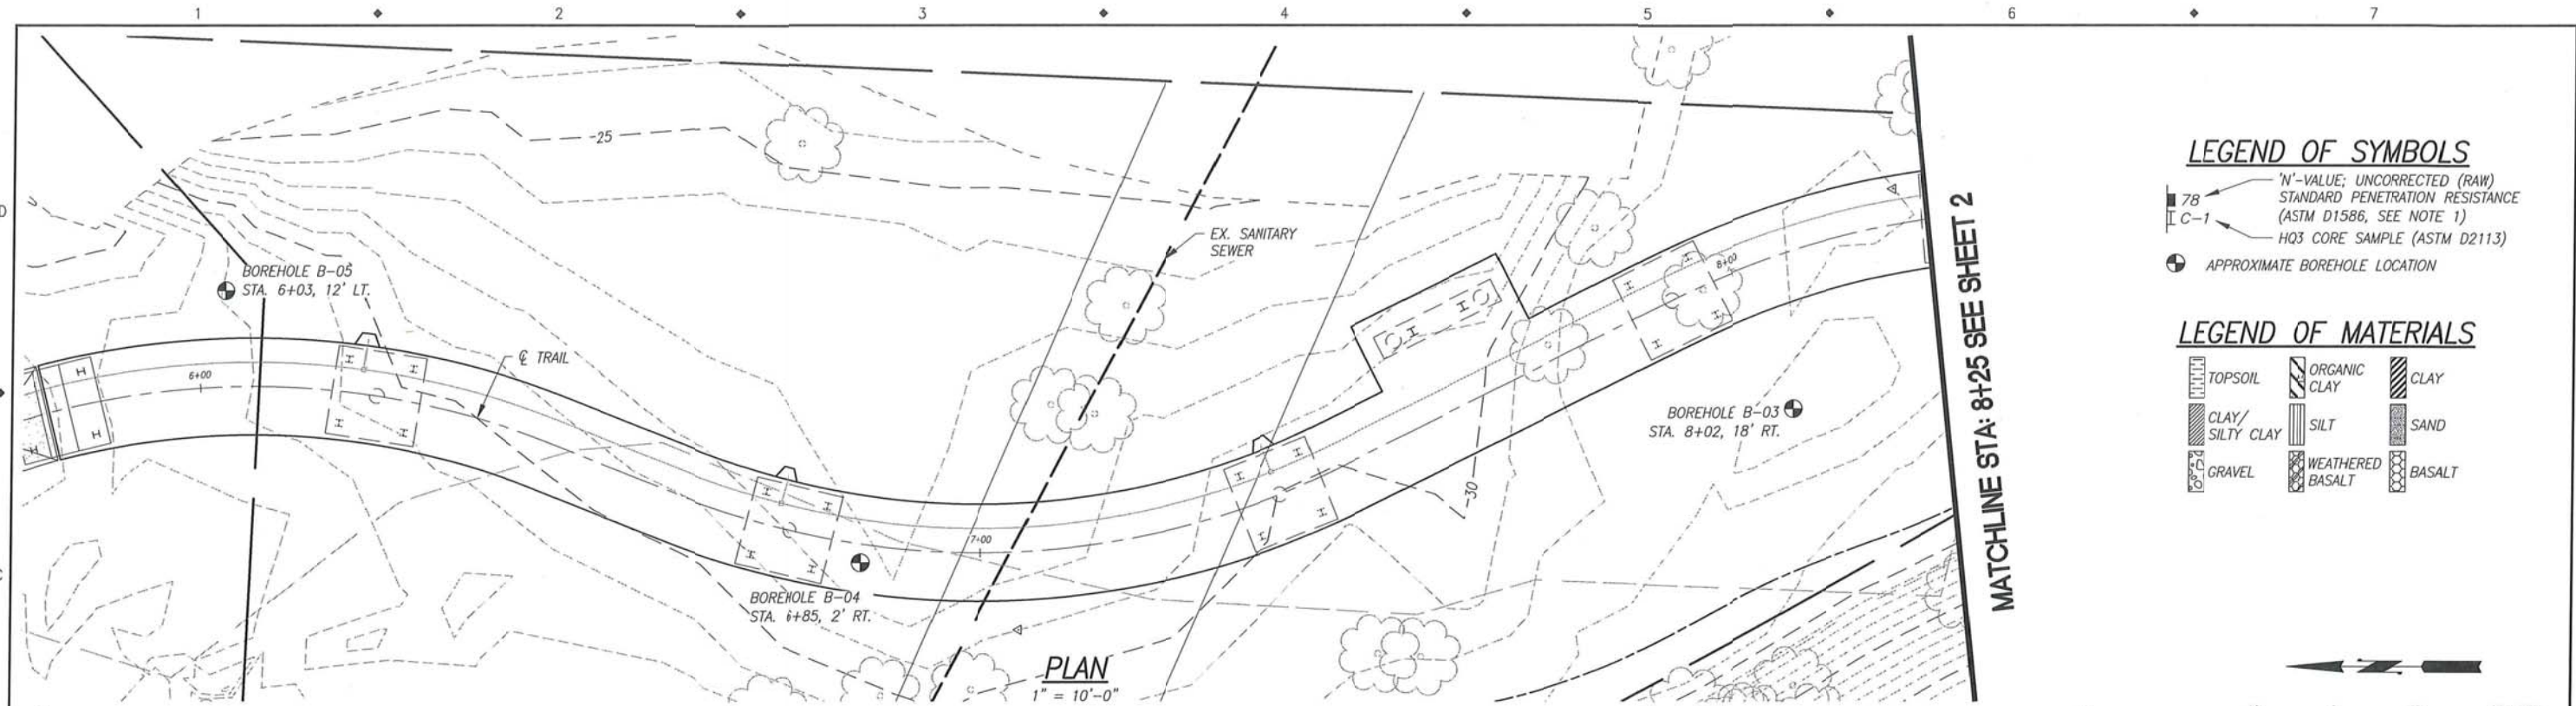 1 2 3 4 5 6 7
D
C
25
EX. SANITARY
SEWER
BOREHOLE B-05
STA. 6+03, 12' LT.
6+00
℄ TRAIL
8+00
BOREHOLE B-03
STA. 8+02, 18' RT.
30
7+00
BOREHOLE B-04
STA. 6+85, 2' RT.
PLAN
1" = 10'-0"
MATCHLINE STA: 8+25 SEE SHEET 2
LEGEND OF SYMBOLS
78
C-1
'N'-VALUE; UNCORRECTED (RAW)
STANDARD PENETRATION RESISTANCE
(ASTM D1586, SEE NOTE 1)
HQ3 CORE SAMPLE (ASTM D2113)
APPROXIMATE BOREHOLE LOCATION
LEGEND OF MATERIALS
TOPSOIL
ORGANIC
CLAY
CLAY
CLAY/
SILTY CLAY
SILT
SAND
GRAVEL
WEATHERED
BASALT
BASALT